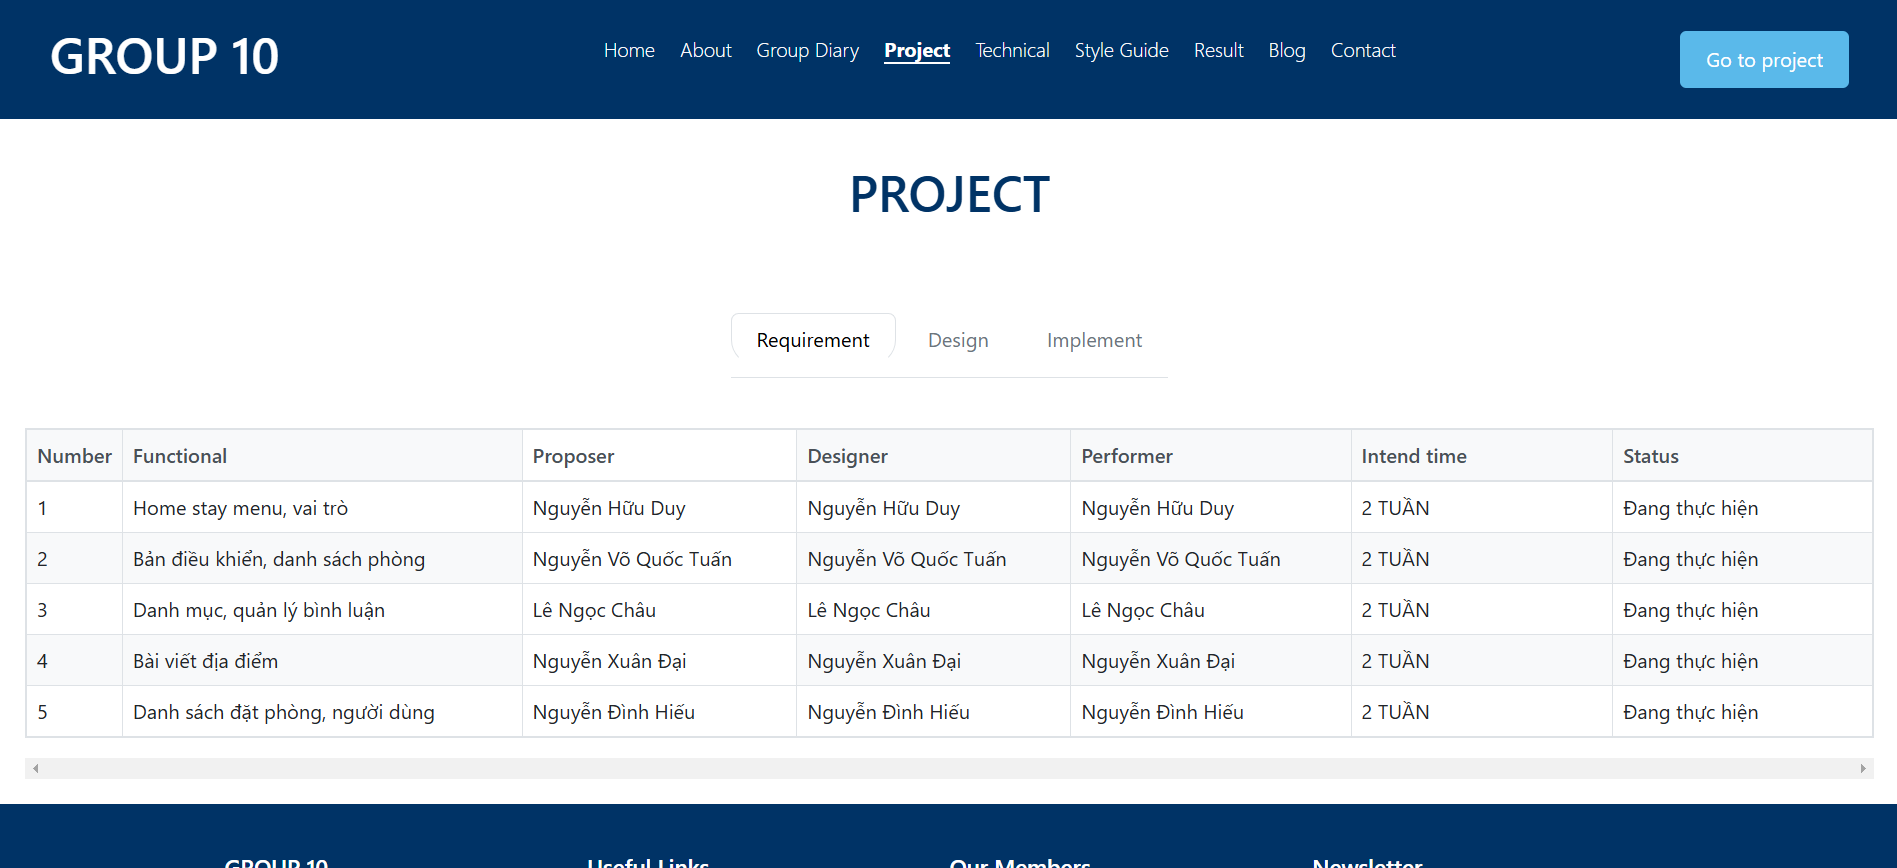 GROUP 10
Home About Group Diary Project Technical Style Guide Result Blog Contact
Go to project
PROJECT
Requirement Design Implement
Number Functional Proposer Designer Performer Intend time Status
1 Home stay menu, vai trò Nguyễn Hữu Duy Nguyễn Hữu Duy Nguyễn Hữu Duy 2 TUẦN Đang thực hiện
2 Bản điều khiển, danh sách phòng Nguyễn Võ Quốc Tuấn Nguyễn Võ Quốc Tuấn Nguyễn Võ Quốc Tuấn 2 TUẦN Đang thực hiện
3 Danh mục, quản lý bình luận Lê Ngọc Châu Lê Ngọc Châu Lê Ngọc Châu 2 TUẦN Đang thực hiện
4 Bài viết địa điểm Nguyễn Xuân Đại Nguyễn Xuân Đại Nguyễn Xuân Đại 2 TUẦN Đang thực hiện
5 Danh sách đặt phòng, người dùng Nguyễn Đình Hiếu Nguyễn Đình Hiếu Nguyễn Đình Hiếu 2 TUẦN Đang thực hiện
GROUP 10 Useful Links Our Members Newsletter